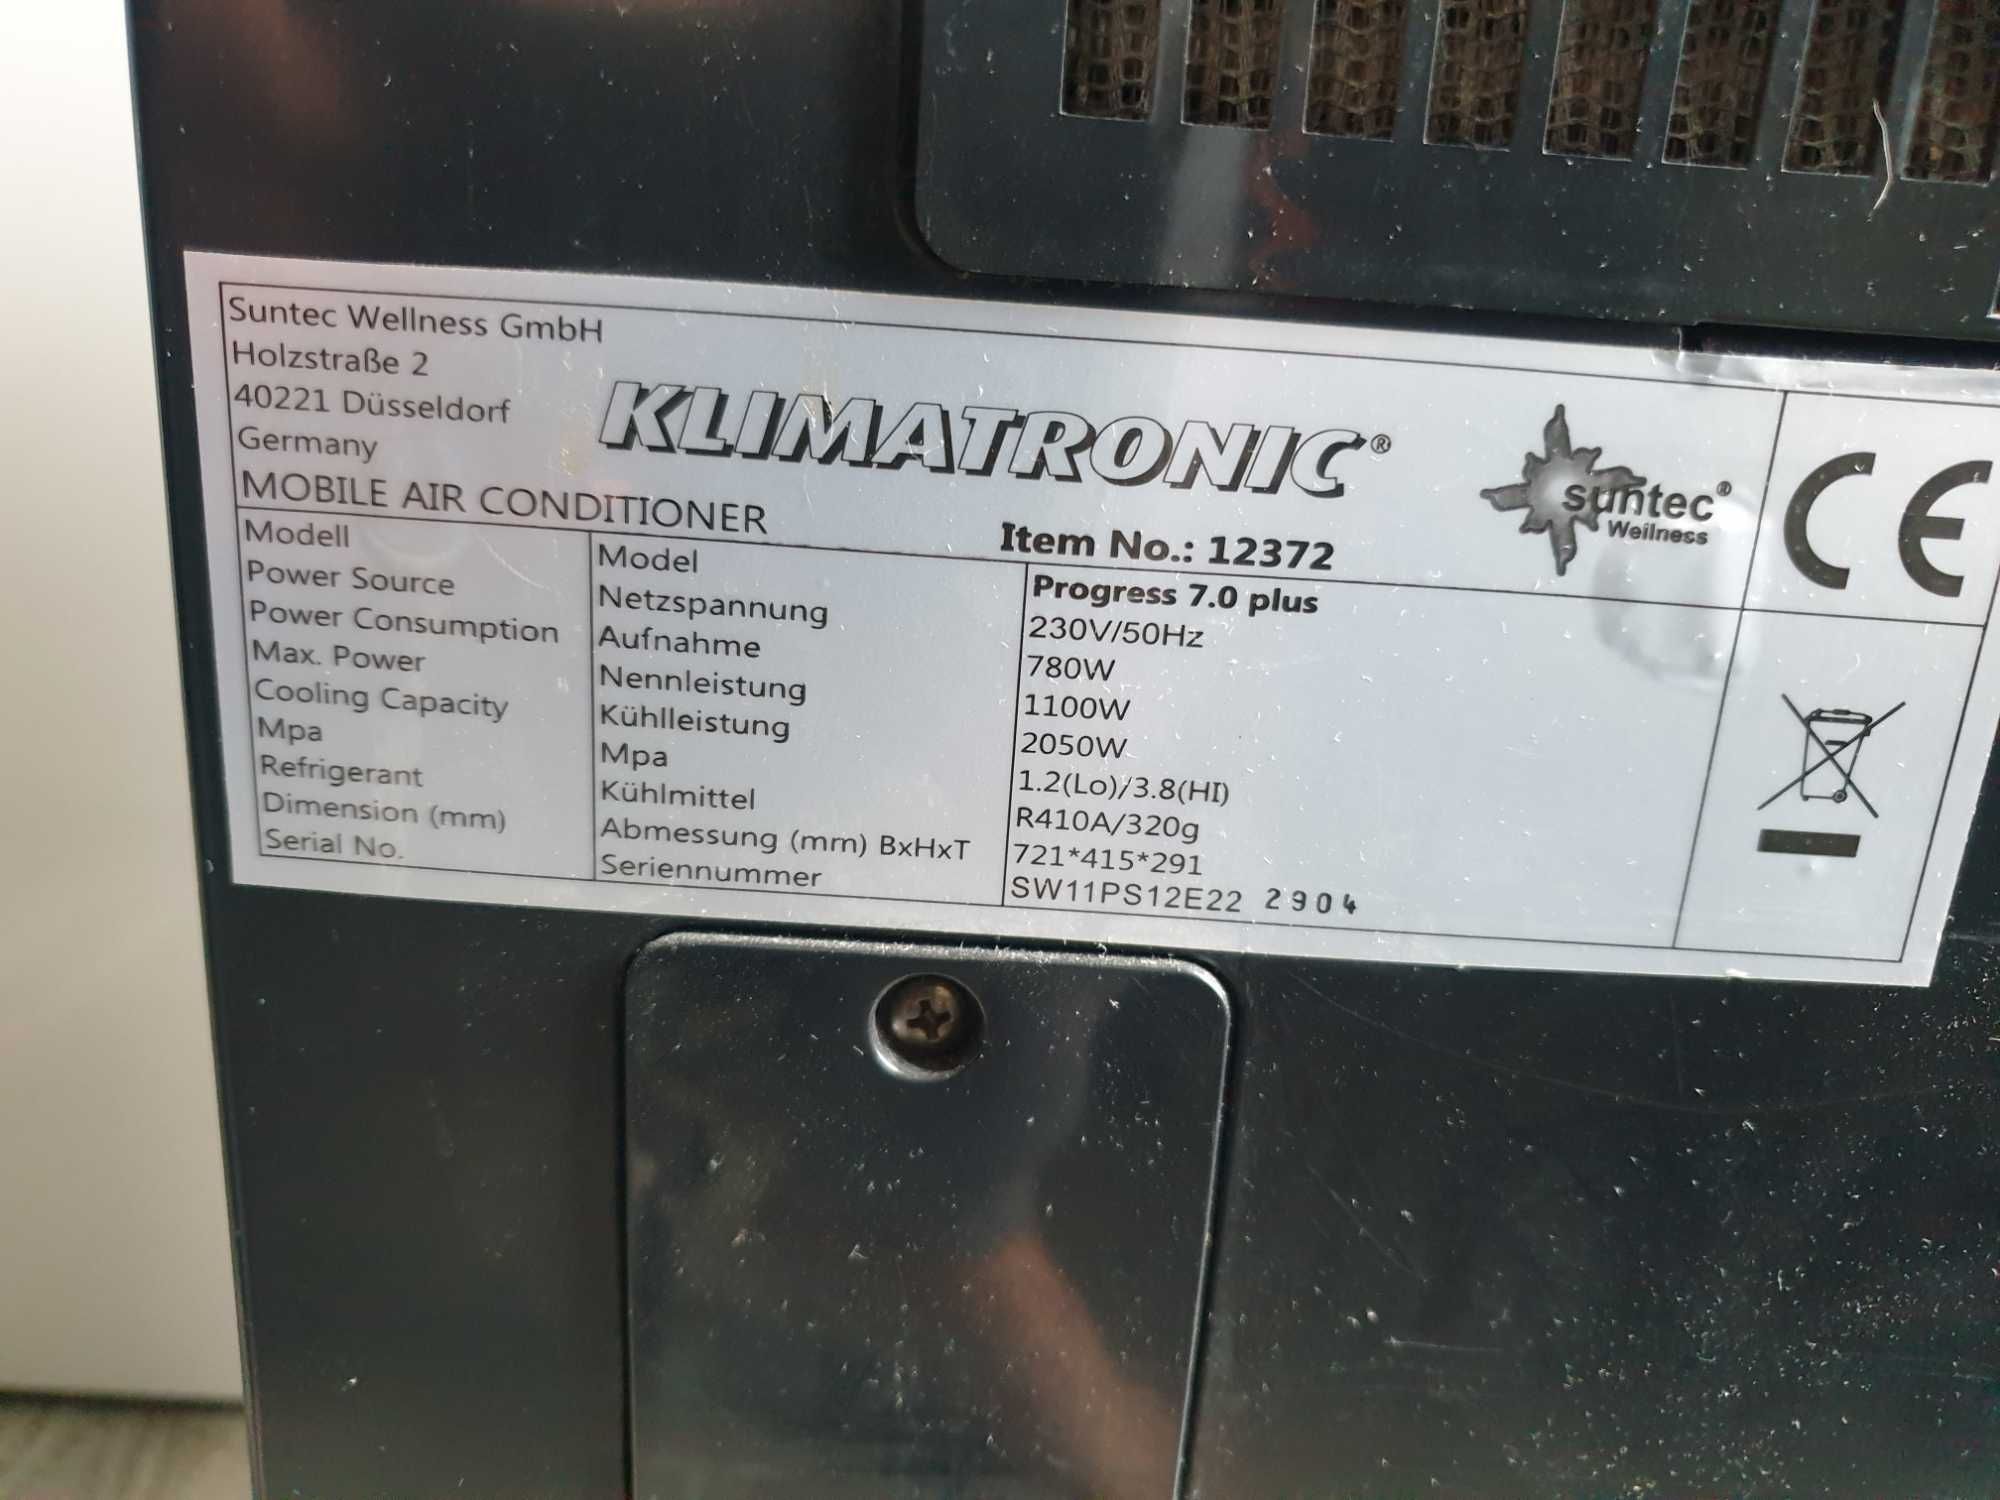 Suntec Wellness GmbH
Holzstraße 2
40221 Düsseldorf
Germany
KLIMATRONIC®
suntec®
Wellness
CE
MOBILE AIR CONDITIONER
Item No.: 12372
Modell Model Progress 7.0 plus
Power Source Netzspannung 230V/50Hz
Power Consumption Aufnahme 780W
Max. Power Nennleistung 1100W
Cooling Capacity Kühlleistung 2050W
Mpa Mpa 1.2(Lo)/3.8(HI)
Refrigerant Kühlmittel R410A/320g
Dimension (mm) Abmessung (mm) BxHxT 721*415*291
Serial No. Seriennummer SW11PS12E22 2904